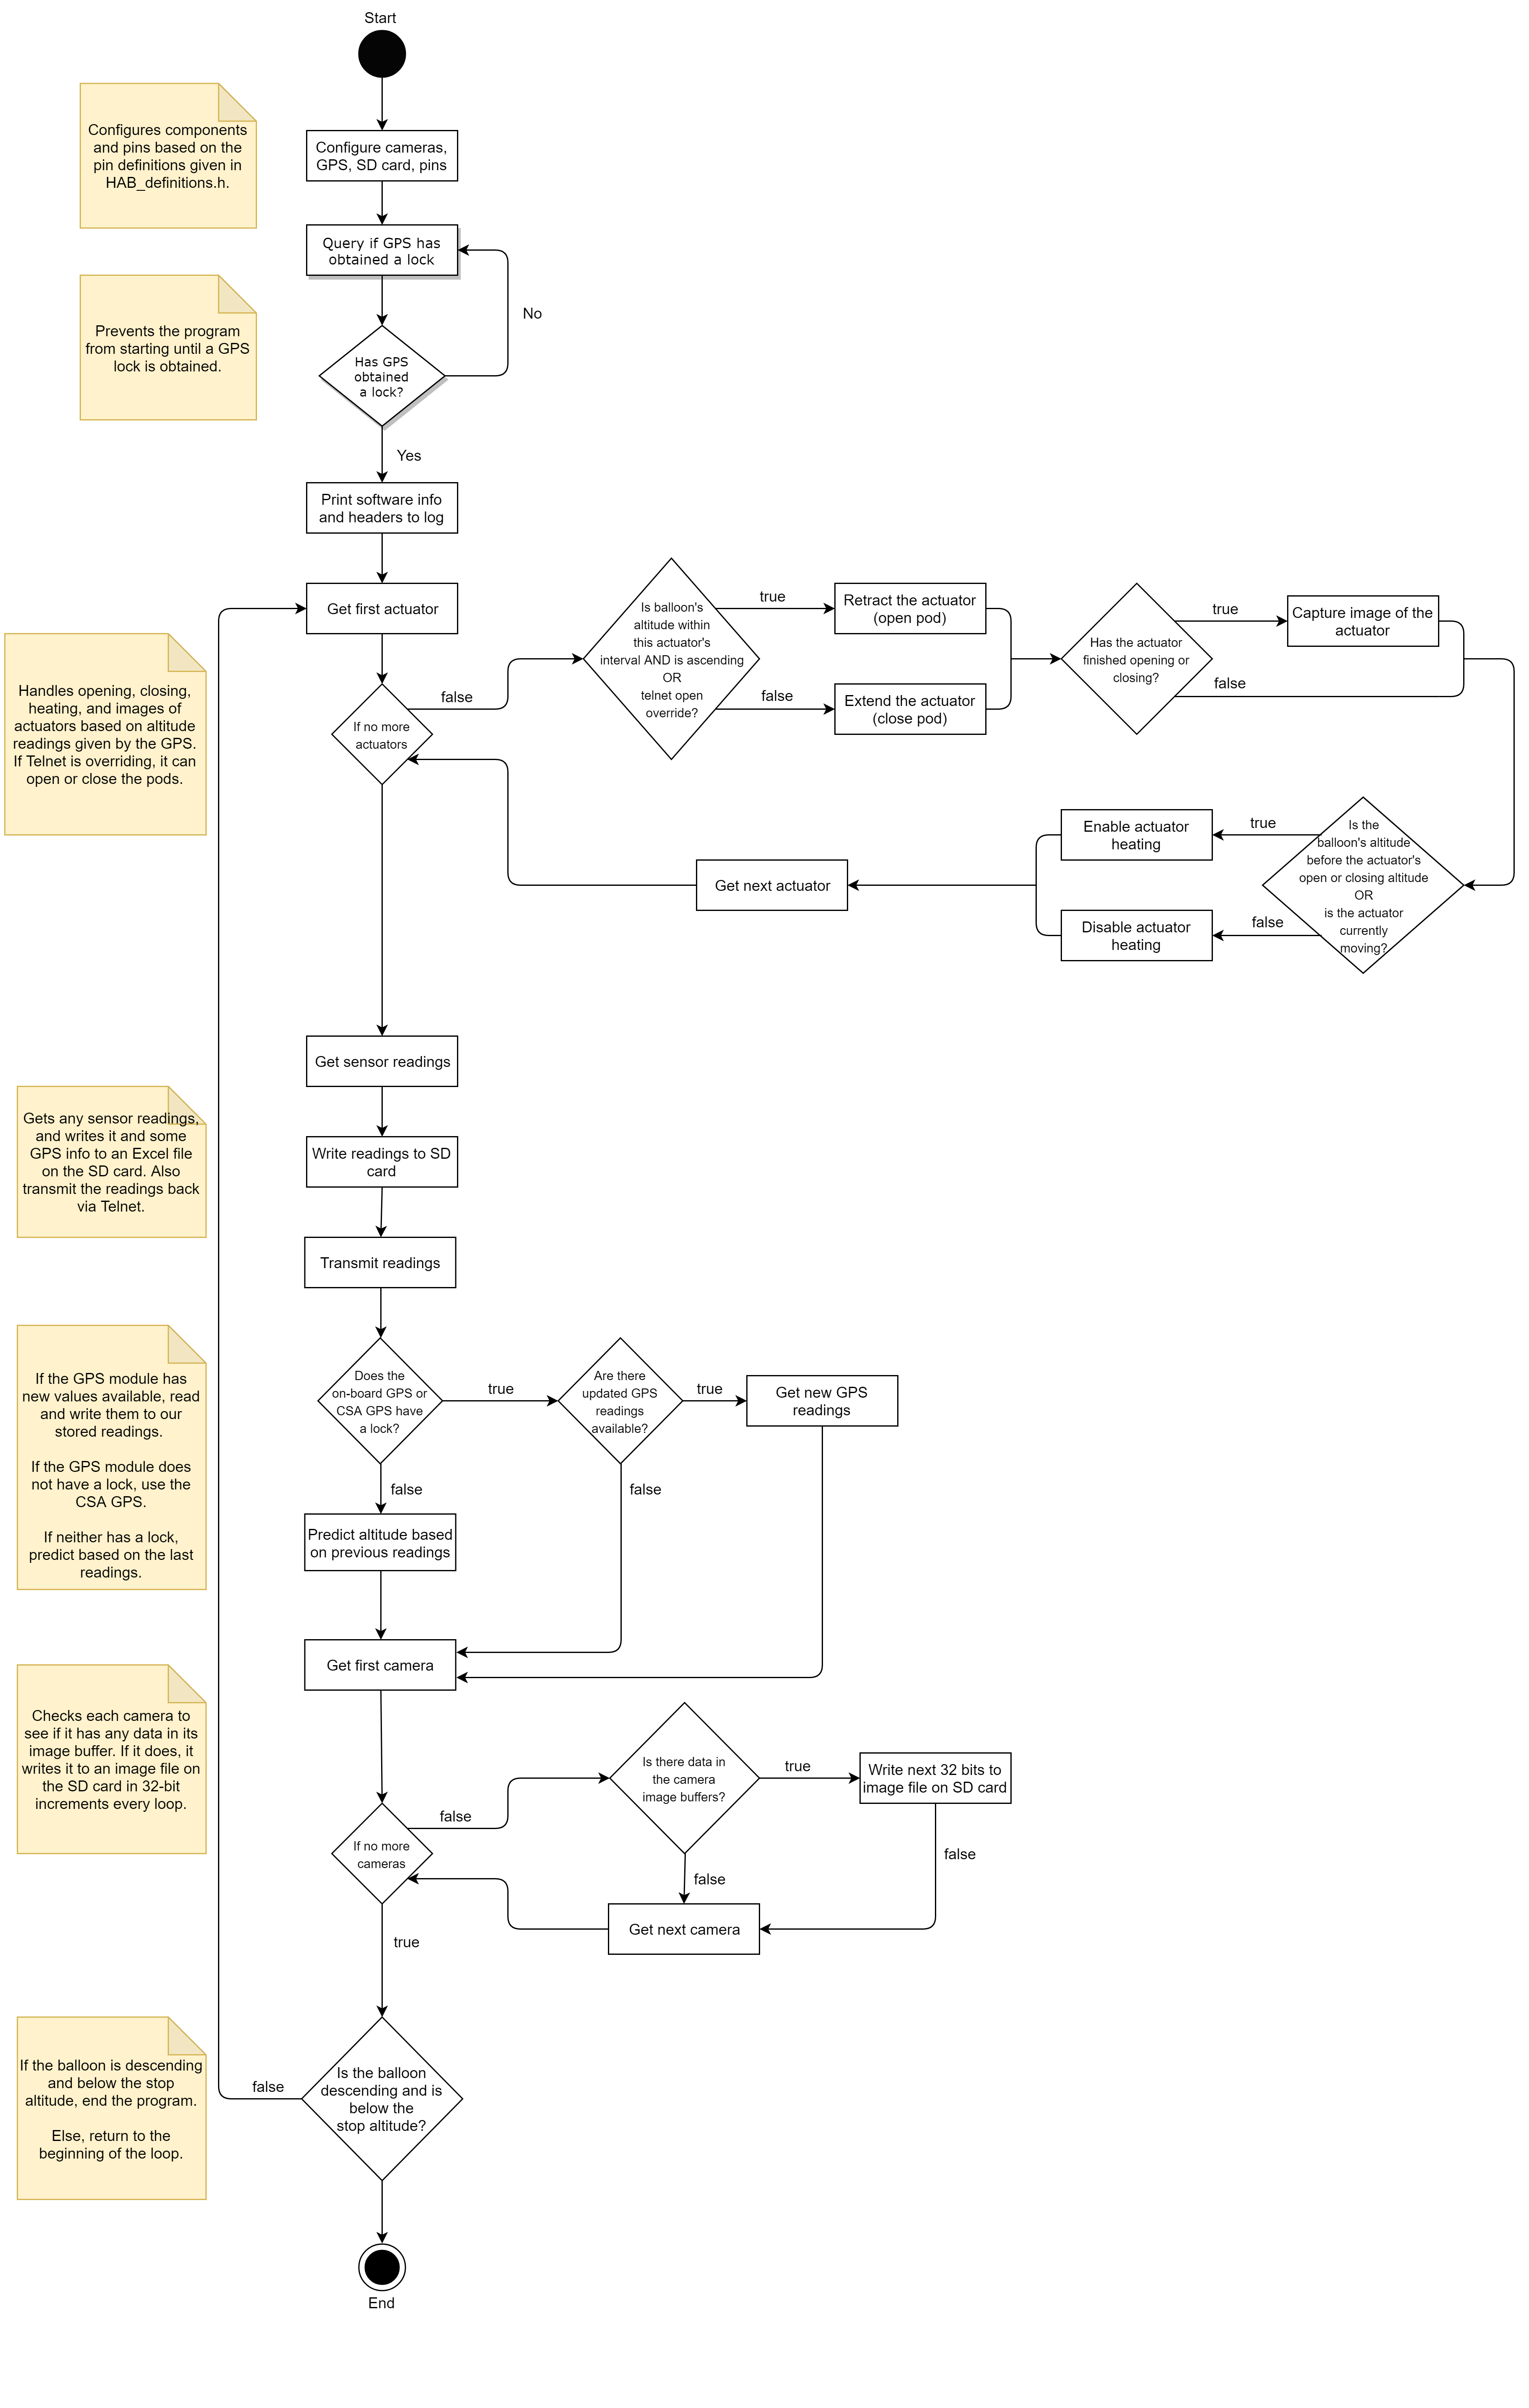 Start
Configures components
and pins based on the
pin definitions given in
HAB_definitions.h.
Configure cameras,
GPS, SD card, pins
Query if GPS has
obtained a lock
No
Prevents the program
from starting until a GPS
lock is obtained.
Has GPS
obtained
a lock?
Yes
Print software info
and headers to log
Get first actuator
Handles opening, closing,
heating, and images of
actuators based on altitude
readings given by the GPS.
If Telnet is overriding, it can
open or close the pods.
If no more
actuators
false
Is balloon's
altitude within
this actuator's
interval AND is ascending
OR
telnet open
override?
true
false
Retract the actuator
(open pod)
Extend the actuator
(close pod)
Has the actuator
finished opening or
closing?
true
false
Capture image of the
actuator
Is the
balloon's altitude
before the actuator's
open or closing altitude
OR
is the actuator
currently
moving?
true
false
Enable actuator
heating
Disable actuator
heating
Get next actuator
Get sensor readings
Gets any sensor readings,
and writes it and some
GPS info to an Excel file
on the SD card. Also
transmit the readings back
via Telnet.
Write readings to SD
card
Transmit readings
If the GPS module has
new values available, read
and write them to our
stored readings.
If the GPS module does
not have a lock, use the
CSA GPS.
If neither has a lock,
predict based on the last
readings.
Does the
on-board GPS or
CSA GPS have
a lock?
true
Are there
updated GPS
readings
available?
true
Get new GPS
readings
false
false
Predict altitude based
on previous readings
Get first camera
Checks each camera to
see if it has any data in its
image buffer. If it does, it
writes it to an image file on
the SD card in 32-bit
increments every loop.
If no more
cameras
false
Is there data in
the camera
image buffers?
true
Write next 32 bits to
image file on SD card
false
false
Get next camera
true
If the balloon is descending
and below the stop
altitude, end the program.
Else, return to the
beginning of the loop.
false
Is the balloon
descending and is
below the
stop altitude?
End